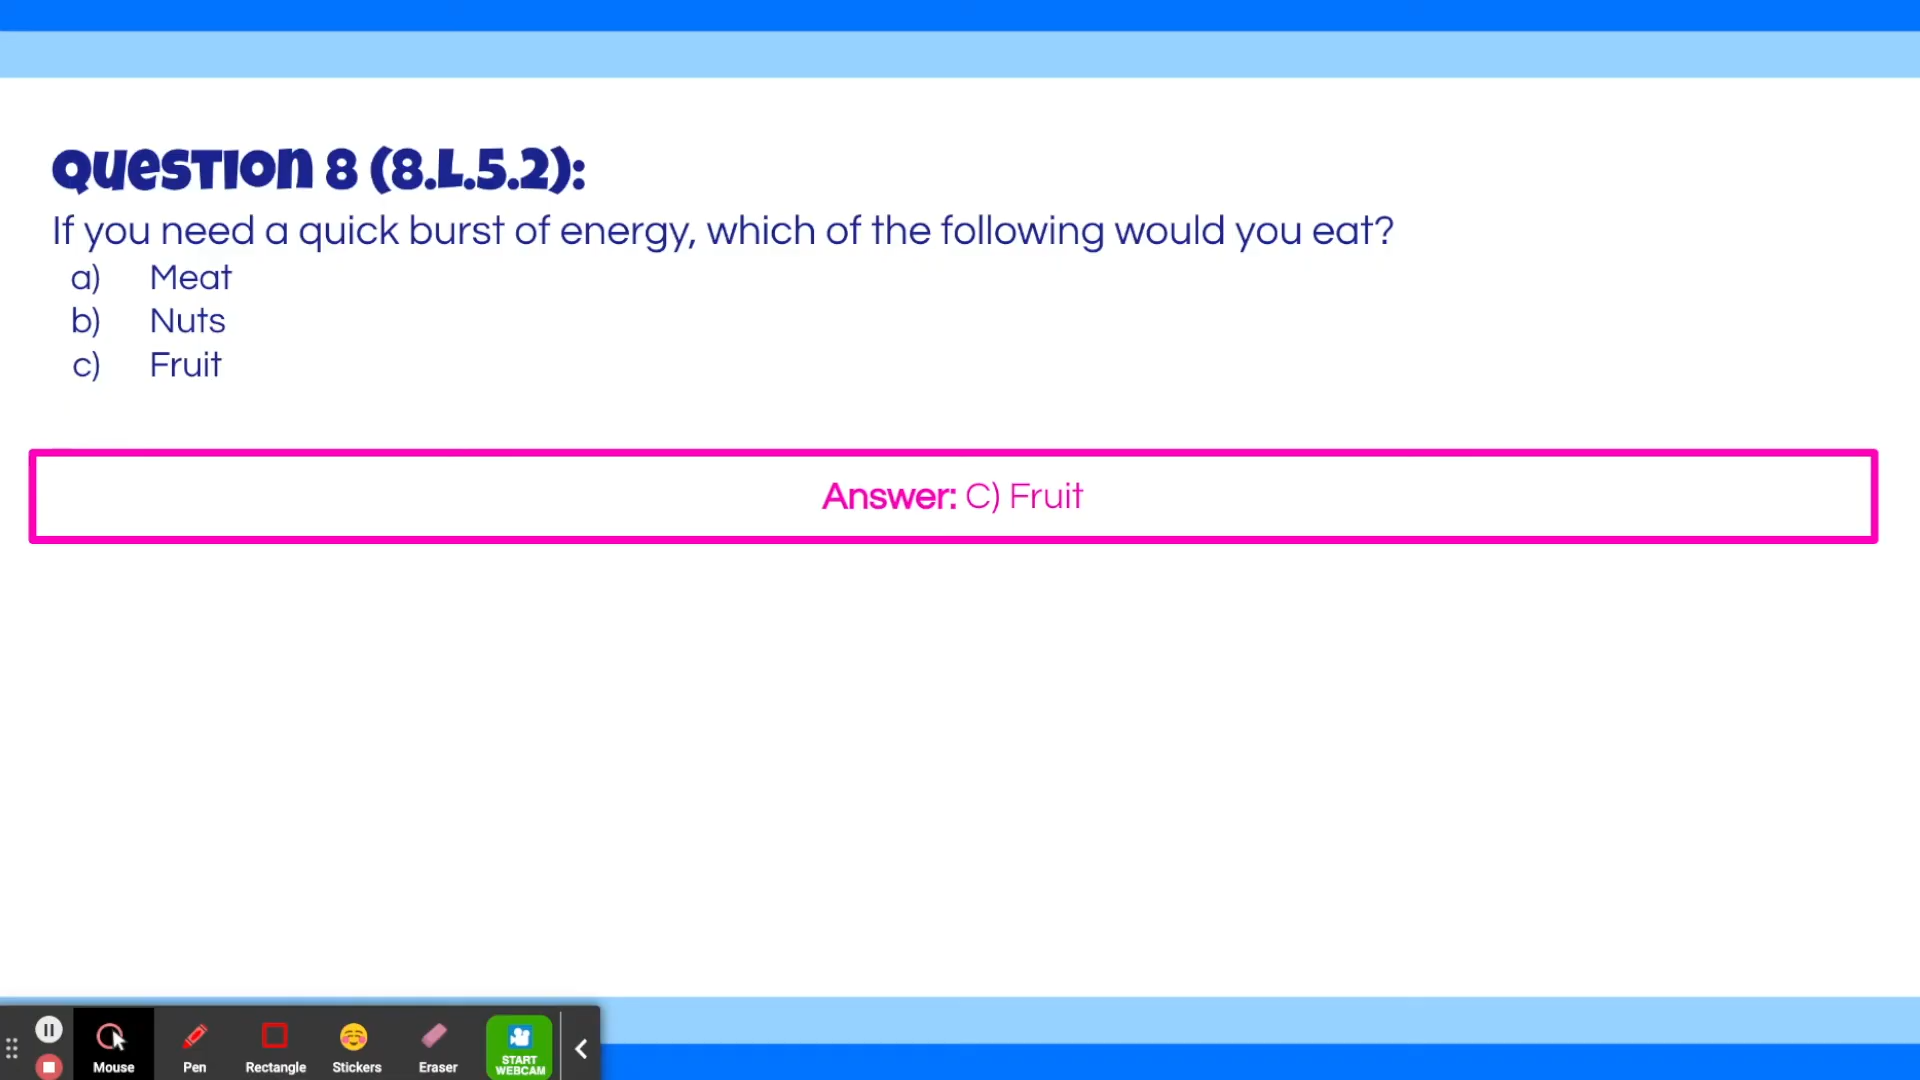 Question 8 (8.L.5.2):
If you need a quick burst of energy, which of the following would you eat?
a) Meat
b) Nuts
c) Fruit
Answer: C) Fruit
Mouse
Pen
Rectangle
Stickers
Eraser
START
WEBCAM